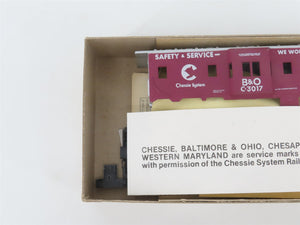 SAFETY & SERVICE
WE WO
Chessie System
B&O
C-3017
CHESSIE, BALTIMORE & OHIO, CHESAP
WESTERN MARYLAND are service marks
with permission of the Chessie System Rail